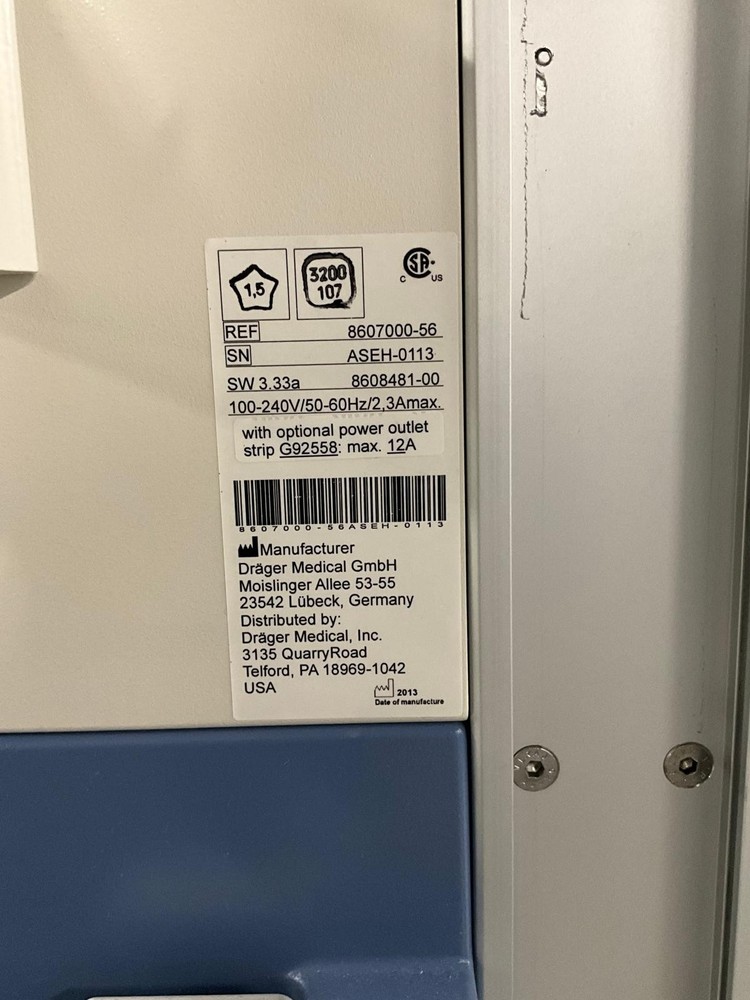 1,5
3200
107
C SA US
REF 8607000-56
SN ASEH-0113
SW 3.33a 8608481-00
100-240V/50-60Hz/2,3Amax.
with optional power outlet
strip G92558: max. 12A
8607000-56ASEH-0113
Manufacturer
Dräger Medical GmbH
Moislinger Allee 53-55
23542 Lübeck, Germany
Distributed by:
Dräger Medical, Inc.
3135 QuarryRoad
Telford, PA 18969-1042
USA
2013
Date of manufacture